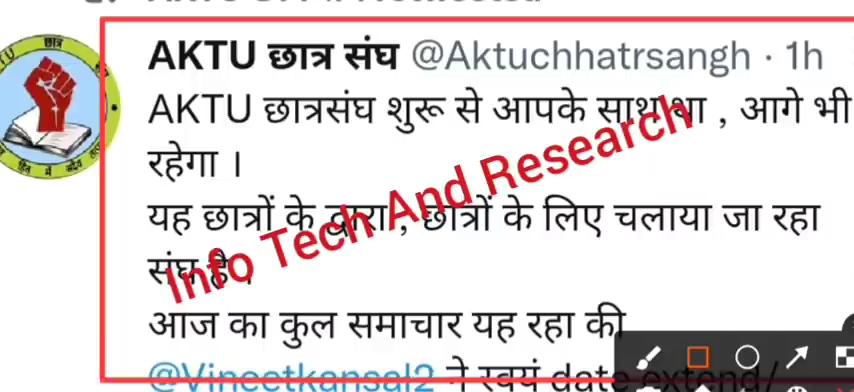 AKTU छात्र संघ @Aktuchhatrsangh · 1h
AKTU छात्रसंघ शुरू से आपके साथ था , आगे भी
रहेगा ।
यह छात्रों के द्वारा , छात्रों के लिए चलाया जा रहा
संघ है ।
आज का कुल समाचार यह रहा की
@Vineetkansal2 ने स्वयं date extend/
Info Tech And Research
छात्र
हित में सदैव